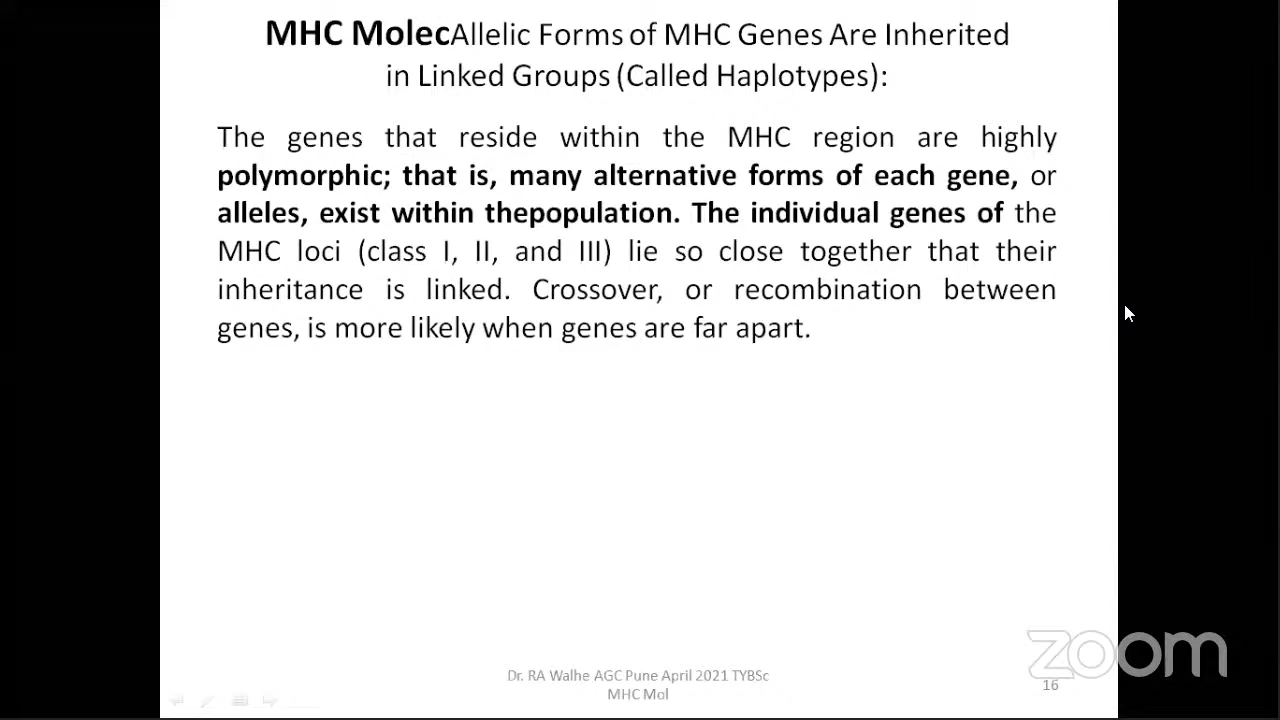 MHC MolecAllelic Forms of MHC Genes Are Inherited
in Linked Groups (Called Haplotypes):
The genes that reside within the MHC region are highly
polymorphic; that is, many alternative forms of each gene, or
alleles, exist within thepopulation. The individual genes of the
MHC loci (class I, II, and III) lie so close together that their
inheritance is linked. Crossover, or recombination between
genes, is more likely when genes are far apart.
zoom
Dr. RA Walhe AGC Pune April 2021 TYBSc
MHC Mol
16